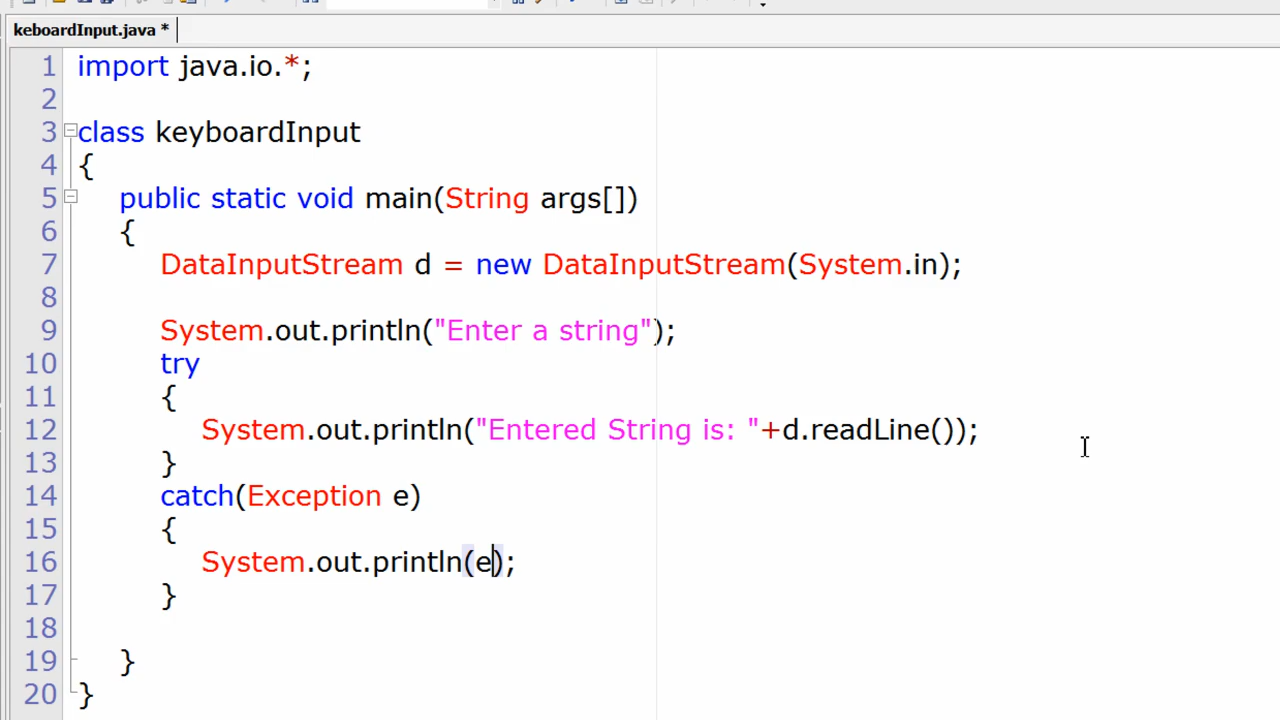 keboardInput.java *
1 import java.io.*;
2
3 class keyboardInput
4 {
5 public static void main(String args[])
6 {
7 DataInputStream d = new DataInputStream(System.in);
8
9 System.out.println("Enter a string");
10 try
11 {
12 System.out.println("Entered String is: "+d.readLine());
13 }
14 catch(Exception e)
15 {
16 System.out.println(e);
17 }
18
19 }
20 }